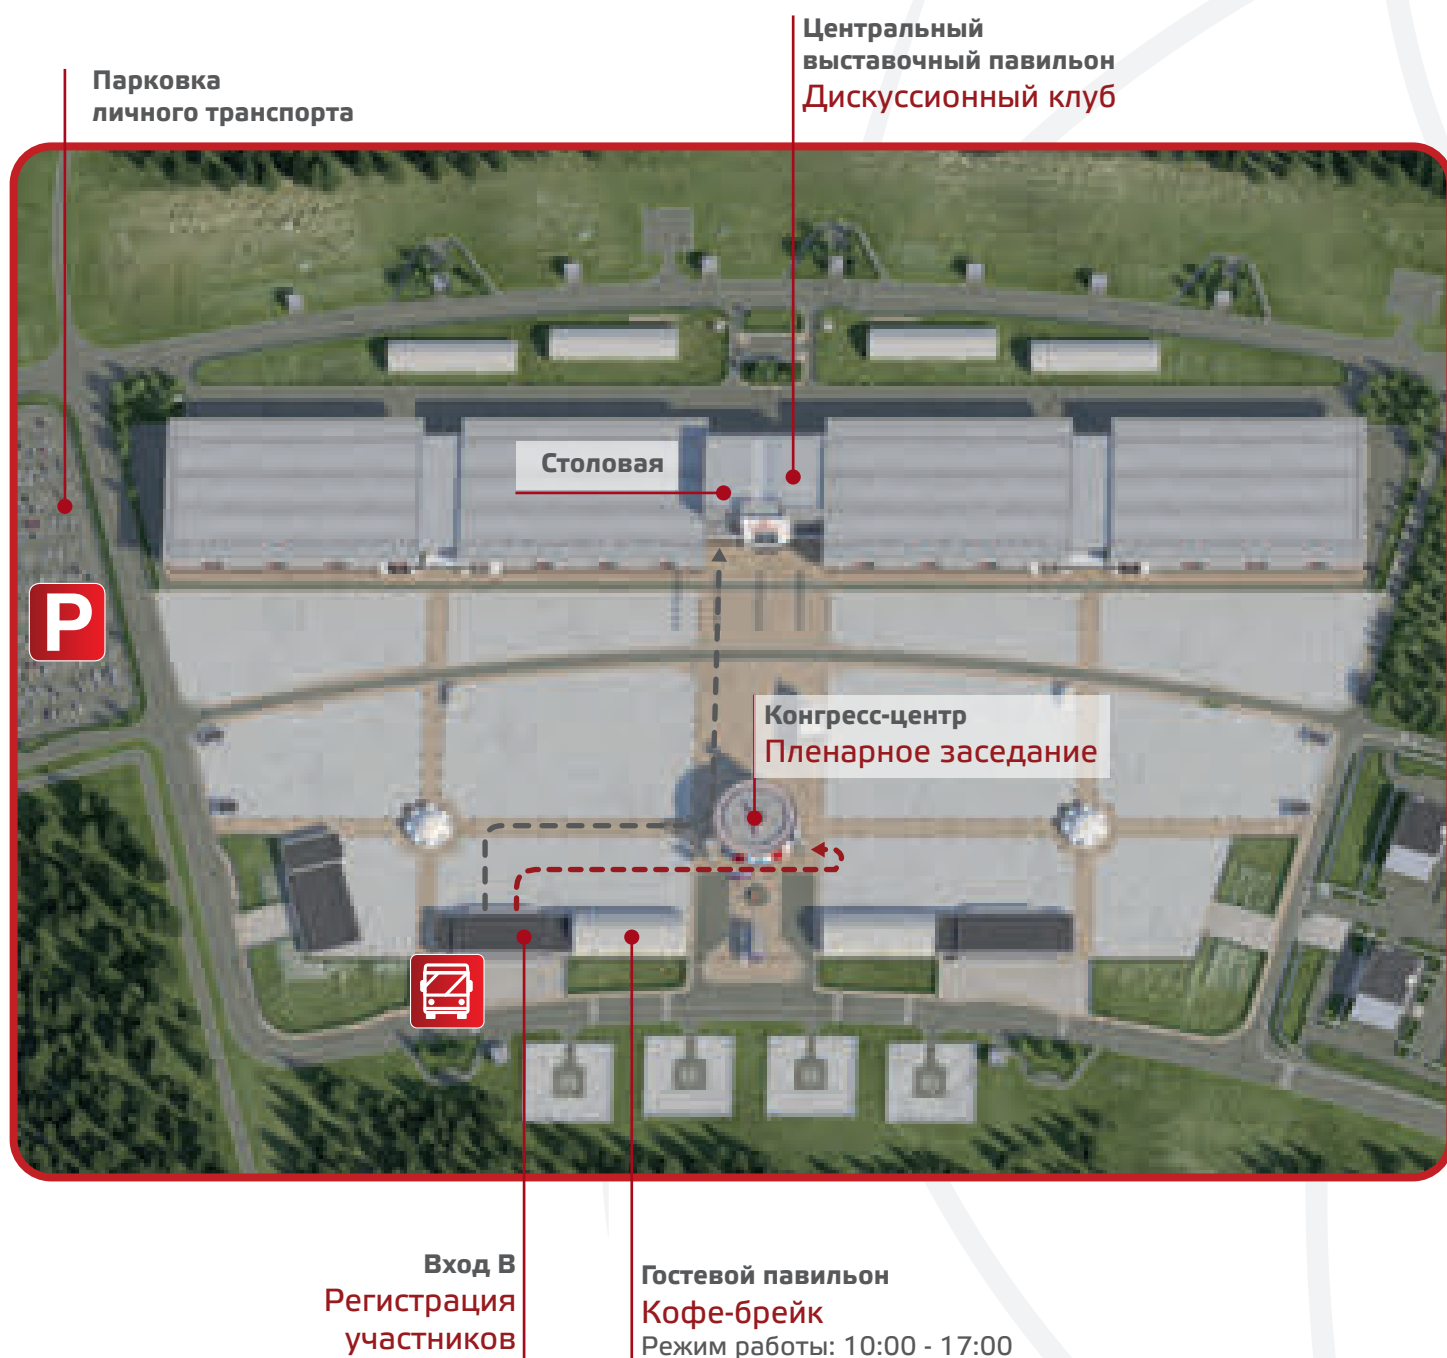 Парковка
личного транспорта
Центральный
выставочный павильон
Дискуссионный клуб
Столовая
P
Конгресс-центр
Пленарное заседание
Вход В
Регистрация
участников
Гостевой павильон
Кофе-брейк
Режим работы: 10:00 - 17:00